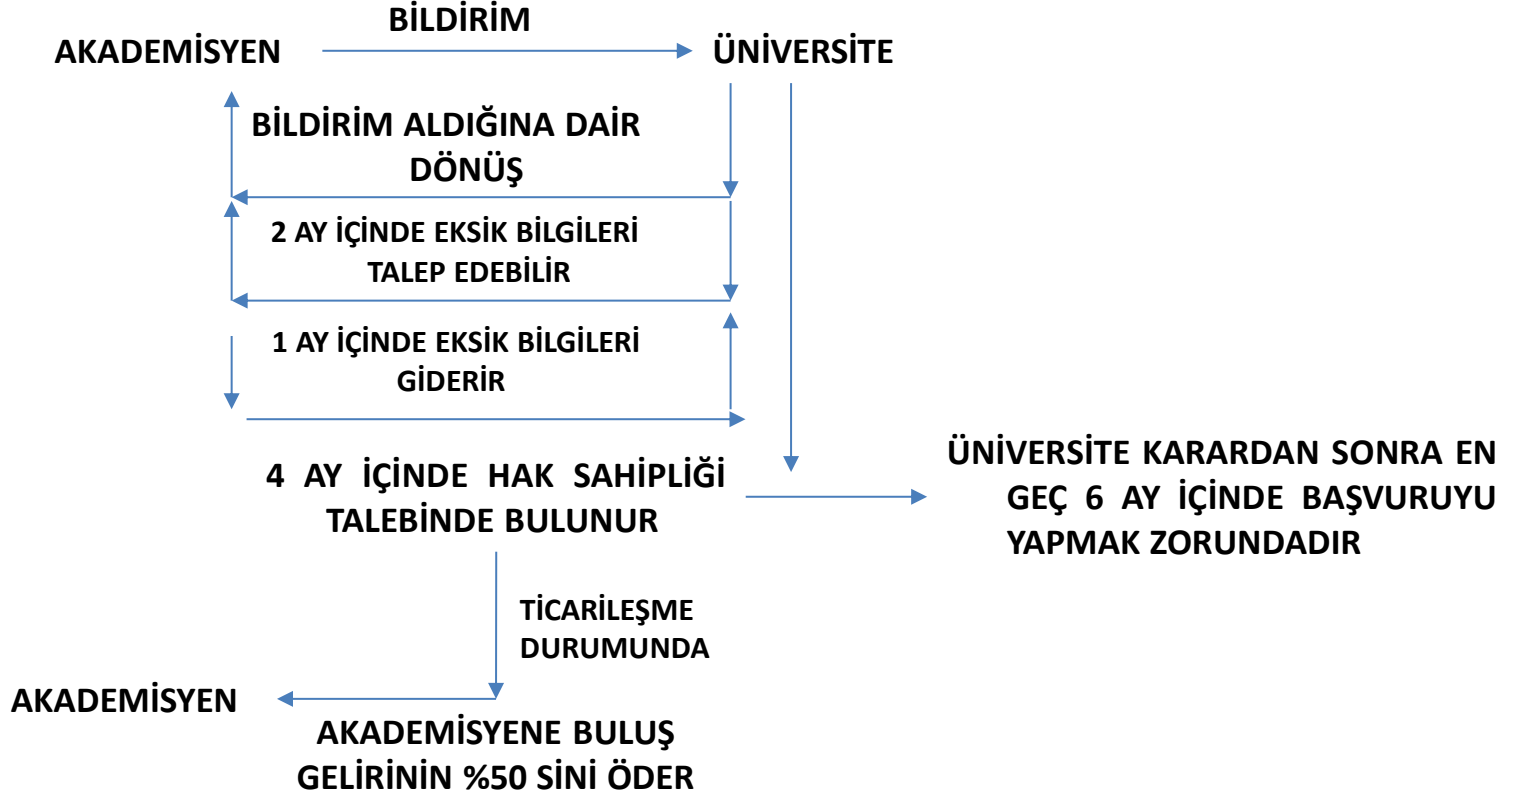 BİLDİRİM
AKADEMİSYEN
ÜNİVERSİTE
BİLDİRİM ALDIĞINA DAİR
DÖNÜŞ
2 AY İÇİNDE EKSİK BİLGİLERİ
TALEP EDEBİLİR
1 AY İÇİNDE EKSİK BİLGİLERİ
GİDERİR
4 AY İÇİNDE HAK SAHİPLİĞİ
TALEBİNDE BULUNUR
ÜNİVERSİTE KARARDAN SONRA EN
GEÇ 6 AY İÇİNDE BAŞVURUYU
YAPMAK ZORUNDADIR
TİCARİLEŞME
DURUMUNDA
AKADEMİSYEN
AKADEMİSYENE BULUŞ
GELİRİNİN %50 SİNİ ÖDER